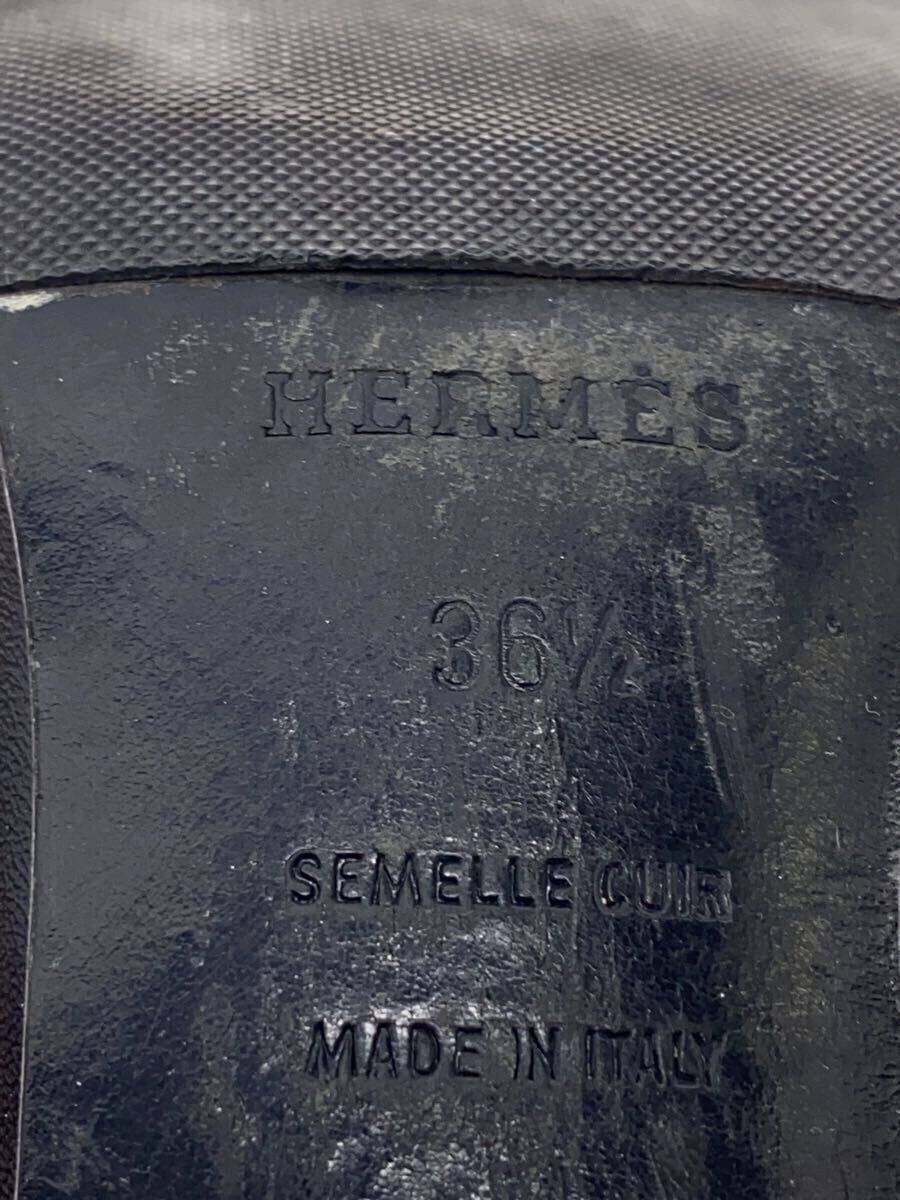 HERMÈS
36½
SEMELLE CUIR
MADE IN ITALY